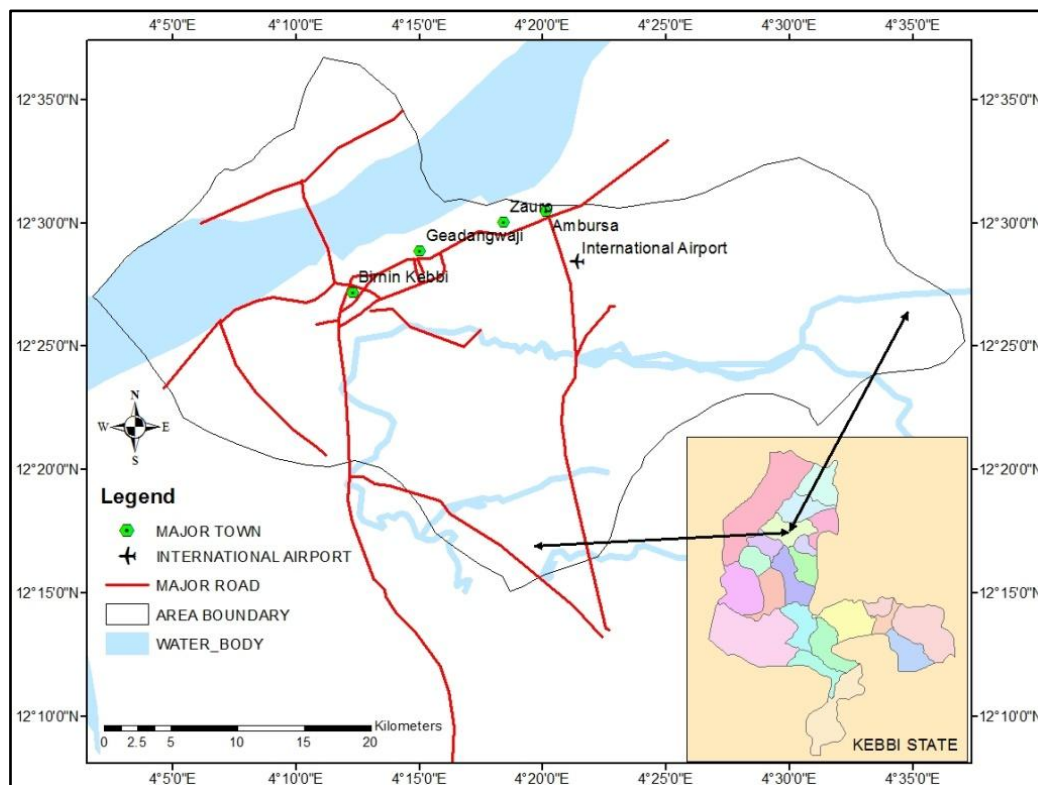 4°5'0"E 4°10'0"E 4°15'0"E 4°20'0"E 4°25'0"E 4°30'0"E 4°35'0"E
12°35'0"N 12°35'0"N
12°30'0"N 12°30'0"N
Zauro
Ambursa
Geadangwaji
International Airport
Birnin Kebbi
12°25'0"N 12°25'0"N
N
W E
S
12°20'0"N 12°20'0"N
Legend
MAJOR TOWN
INTERNATIONAL AIRPORT
MAJOR ROAD
AREA BOUNDARY
WATER_BODY
12°15'0"N 12°15'0"N
12°10'0"N 12°10'0"N
Kilometers
0 2.5 5 10 15 20
KEBBI STATE
4°5'0"E 4°10'0"E 4°15'0"E 4°20'0"E 4°25'0"E 4°30'0"E 4°35'0"E